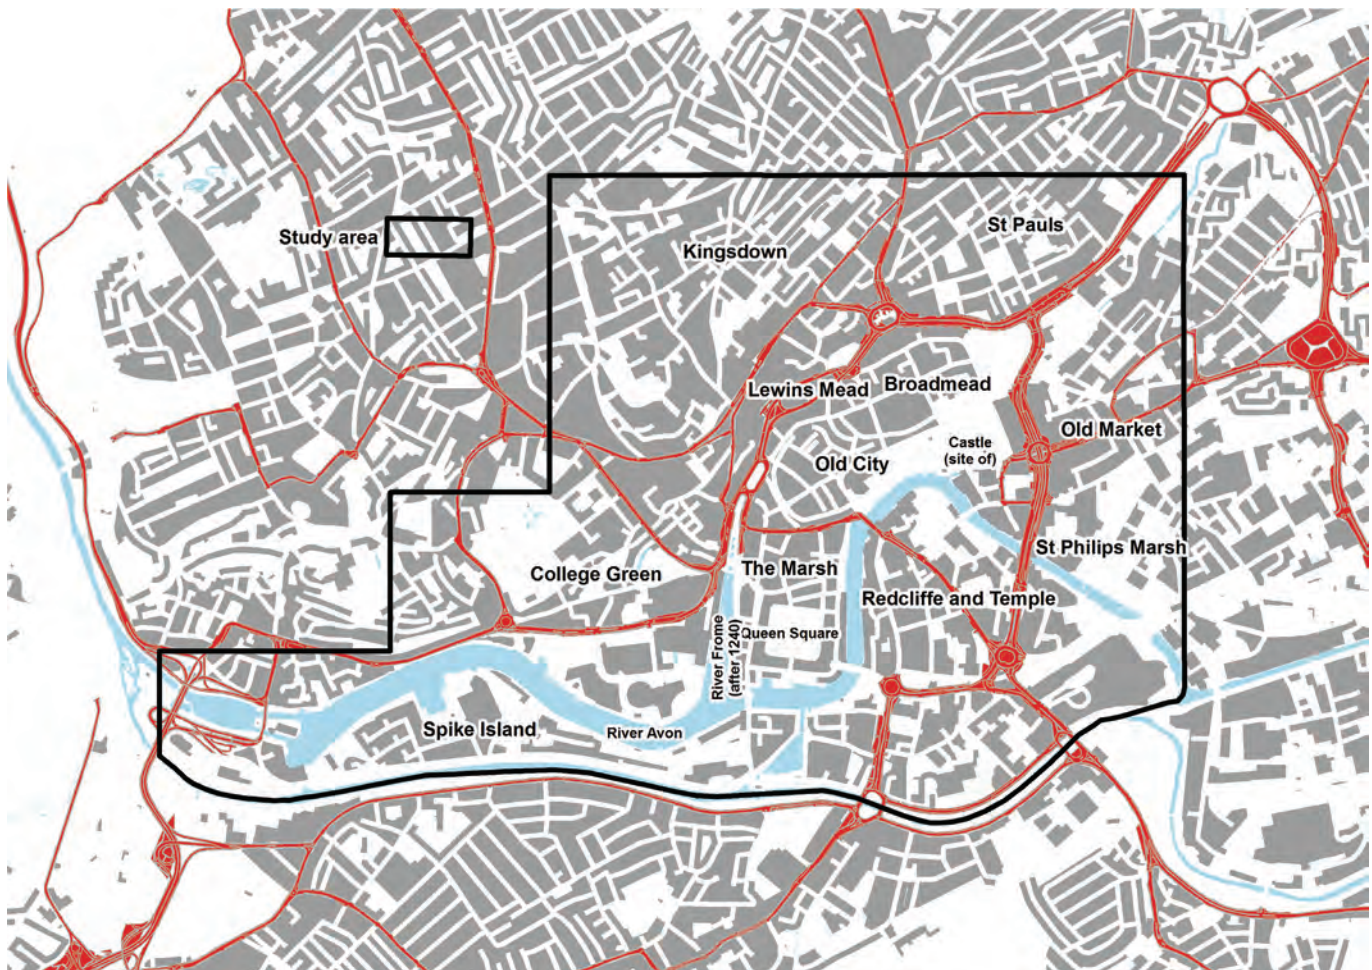 St Pauls
Study area
Kingsdown
Lewins Mead
Broadmead
Old Market
Castle
(site of)
Old City
St Philips Marsh
College Green
The Marsh
Redcliffe and Temple
Queen Square
River Frome
(after 1240)
Spike Island
River Avon